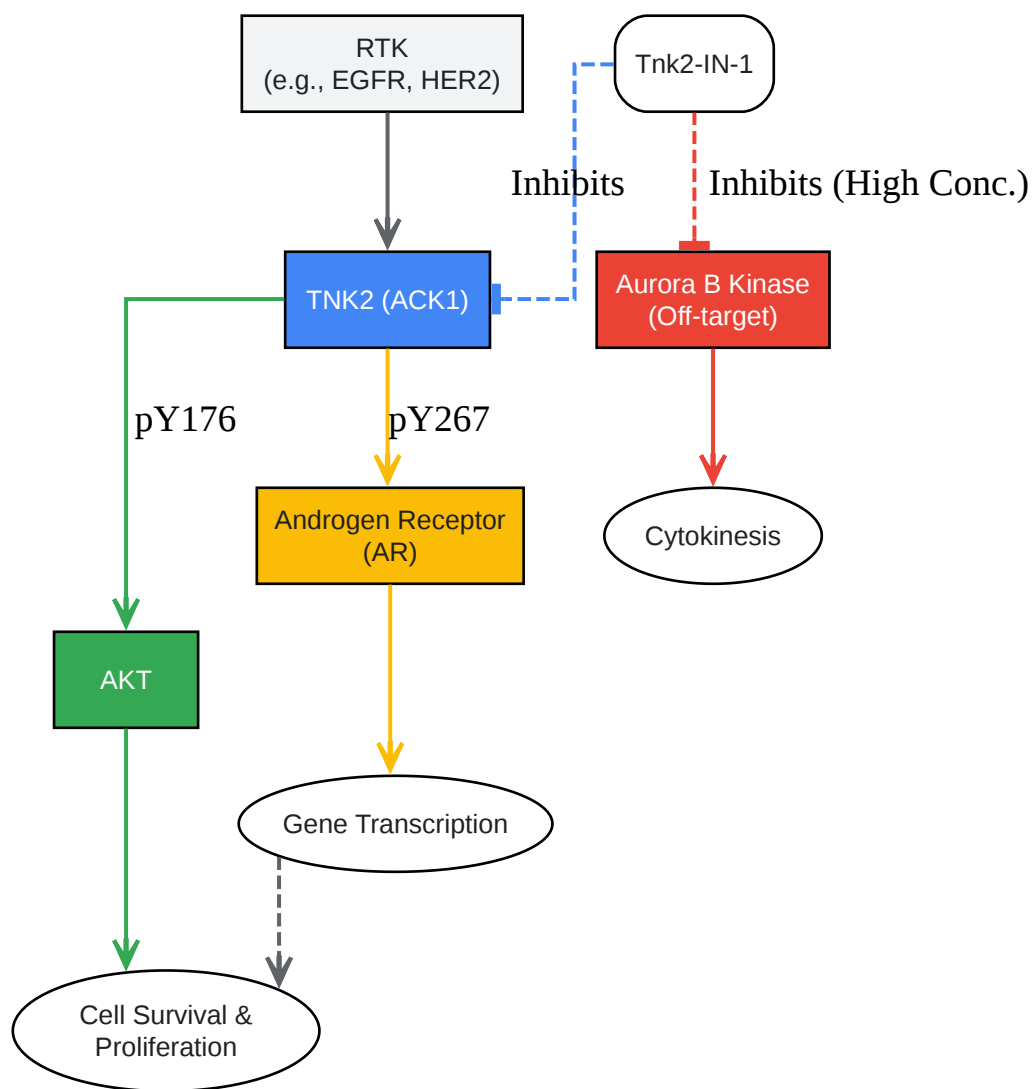 RTK
(e.g., EGFR, HER2)
Tnk2-IN-1
Inhibits
Inhibits (High Conc.)
TNK2 (ACK1)
Aurora B Kinase
(Off-target)
pY176
pY267
Androgen Receptor
(AR)
Cytokinesis
AKT
Gene Transcription
Cell Survival &
Proliferation